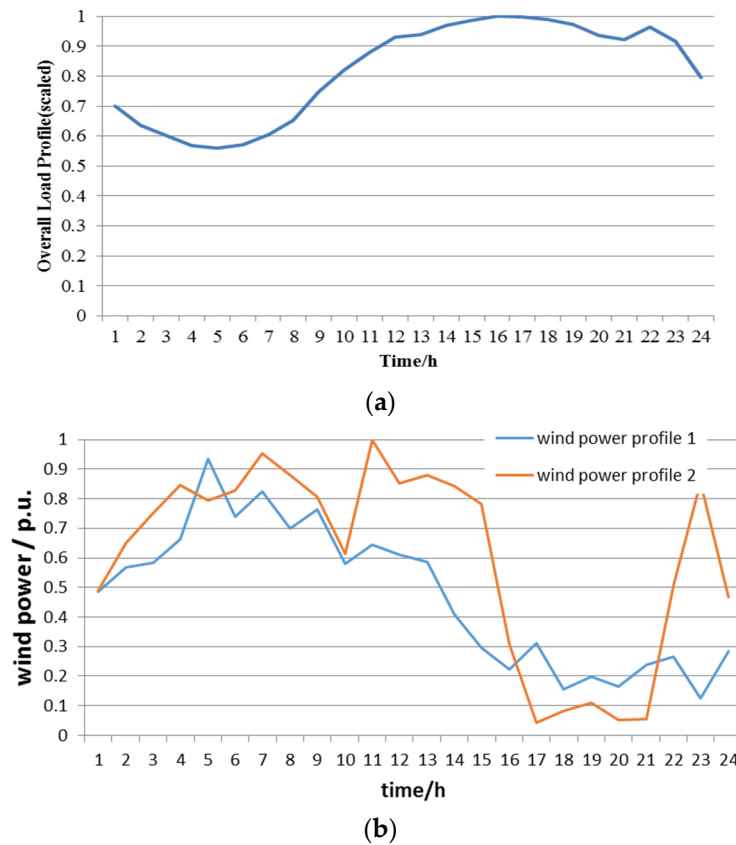 1
0.9
0.8
0.7
0.6
0.5
0.4
0.3
0.2
0.1
0
Overall Load Profile(scaled)
1 2 3 4 5 6 7 8 9 10 11 12 13 14 15 16 17 18 19 20 21 22 23 24
Time/h
(a)
1
0.9
0.8
0.7
0.6
0.5
0.4
0.3
0.2
0.1
0
wind power / p.u.
wind power profile 1
wind power profile 2
1 2 3 4 5 6 7 8 9 10 11 12 13 14 15 16 17 18 19 20 21 22 23 24
time/h
(b)